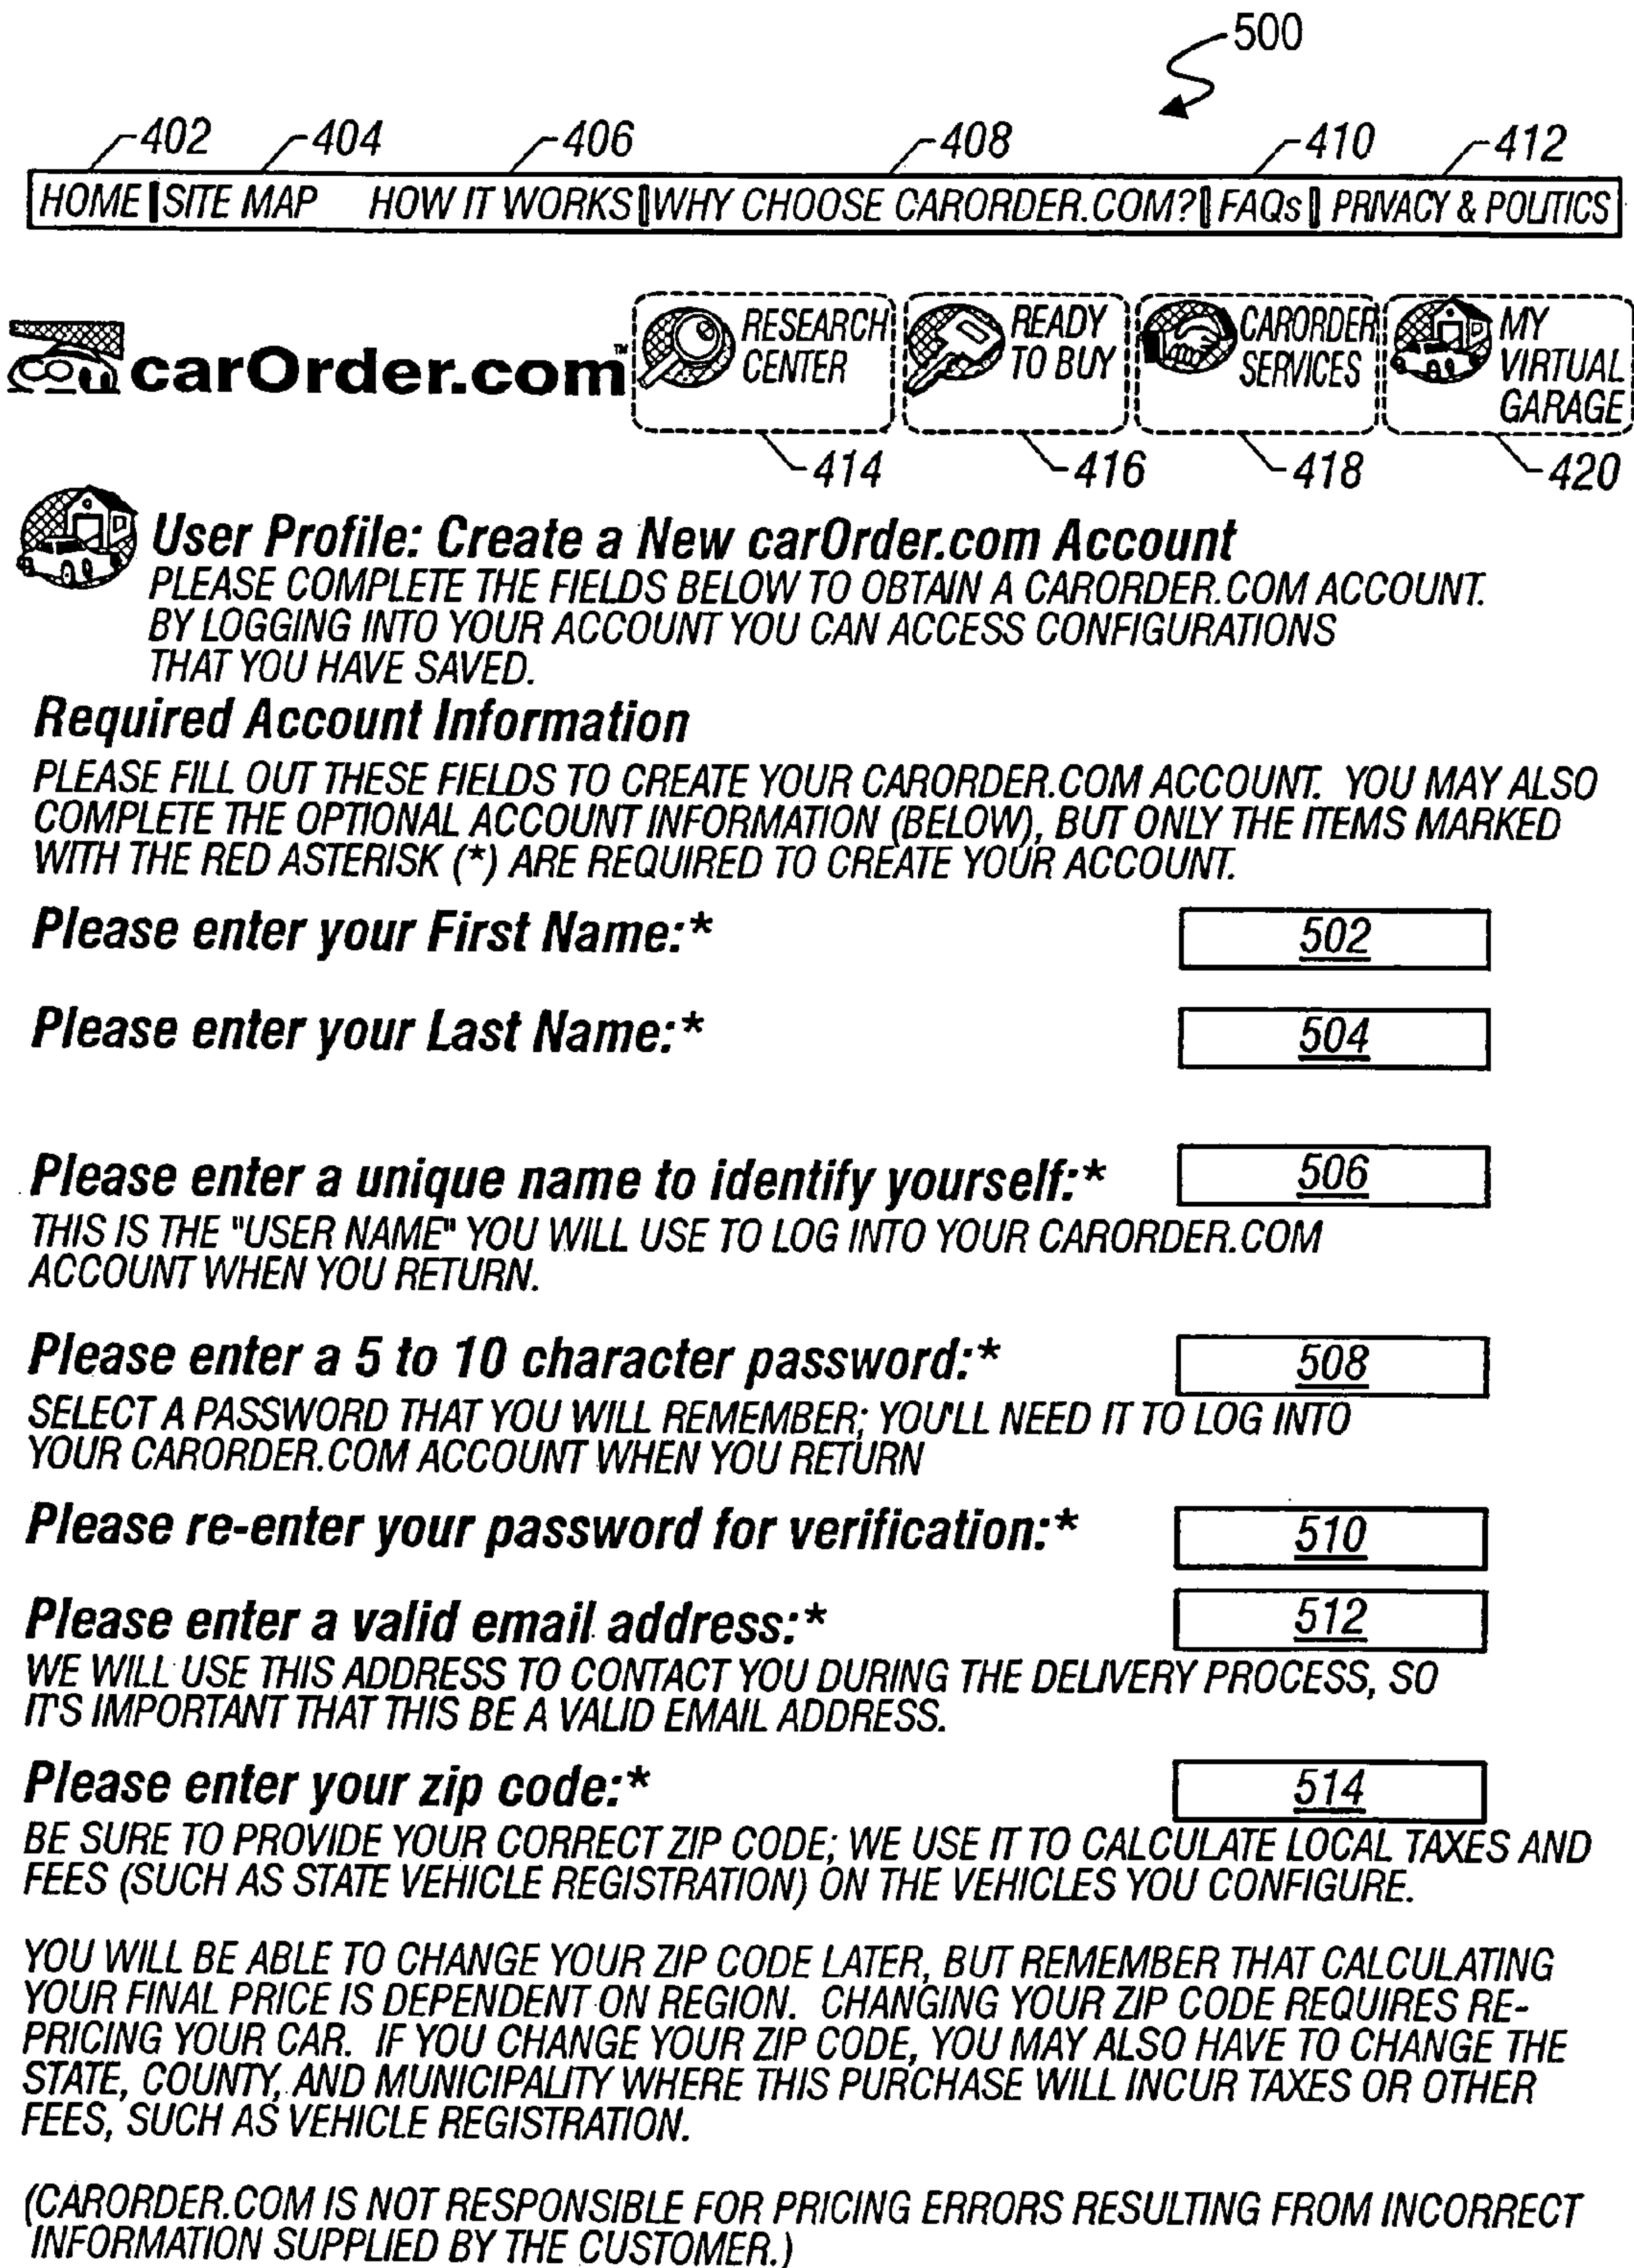 500
402 404 406 408 410 412
HOME SITE MAP HOW IT WORKS WHY CHOOSE CARORDER.COM? FAQs PRIVACY & POLITICS
carOrder.com™
RESEARCH
CENTER
READY
TO BUY
CARORDER
SERVICES
MY
VIRTUAL
GARAGE
414 416 418 420
User Profile: Create a New carOrder.com Account
PLEASE COMPLETE THE FIELDS BELOW TO OBTAIN A CARORDER.COM ACCOUNT.
BY LOGGING INTO YOUR ACCOUNT YOU CAN ACCESS CONFIGURATIONS
THAT YOU HAVE SAVED.
Required Account Information
PLEASE FILL OUT THESE FIELDS TO CREATE YOUR CARORDER.COM ACCOUNT. YOU MAY ALSO
COMPLETE THE OPTIONAL ACCOUNT INFORMATION (BELOW), BUT ONLY THE ITEMS MARKED
WITH THE RED ASTERISK (*) ARE REQUIRED TO CREATE YOUR ACCOUNT.
Please enter your First Name:* 502
Please enter your Last Name:* 504
Please enter a unique name to identify yourself:* 506
THIS IS THE "USER NAME" YOU WILL USE TO LOG INTO YOUR CARORDER.COM
ACCOUNT WHEN YOU RETURN.
Please enter a 5 to 10 character password:* 508
SELECT A PASSWORD THAT YOU WILL REMEMBER; YOU'LL NEED IT TO LOG INTO
YOUR CARORDER.COM ACCOUNT WHEN YOU RETURN
Please re-enter your password for verification:* 510
Please enter a valid email address:* 512
WE WILL USE THIS ADDRESS TO CONTACT YOU DURING THE DELIVERY PROCESS, SO
IT'S IMPORTANT THAT THIS BE A VALID EMAIL ADDRESS.
Please enter your zip code:* 514
BE SURE TO PROVIDE YOUR CORRECT ZIP CODE; WE USE IT TO CALCULATE LOCAL TAXES AND
FEES (SUCH AS STATE VEHICLE REGISTRATION) ON THE VEHICLES YOU CONFIGURE.
YOU WILL BE ABLE TO CHANGE YOUR ZIP CODE LATER, BUT REMEMBER THAT CALCULATING
YOUR FINAL PRICE IS DEPENDENT ON REGION. CHANGING YOUR ZIP CODE REQUIRES RE-
PRICING YOUR CAR. IF YOU CHANGE YOUR ZIP CODE, YOU MAY ALSO HAVE TO CHANGE THE
STATE, COUNTY, AND MUNICIPALITY WHERE THIS PURCHASE WILL INCUR TAXES OR OTHER
FEES, SUCH AS VEHICLE REGISTRATION.
(CARORDER.COM IS NOT RESPONSIBLE FOR PRICING ERRORS RESULTING FROM INCORRECT
INFORMATION SUPPLIED BY THE CUSTOMER.)